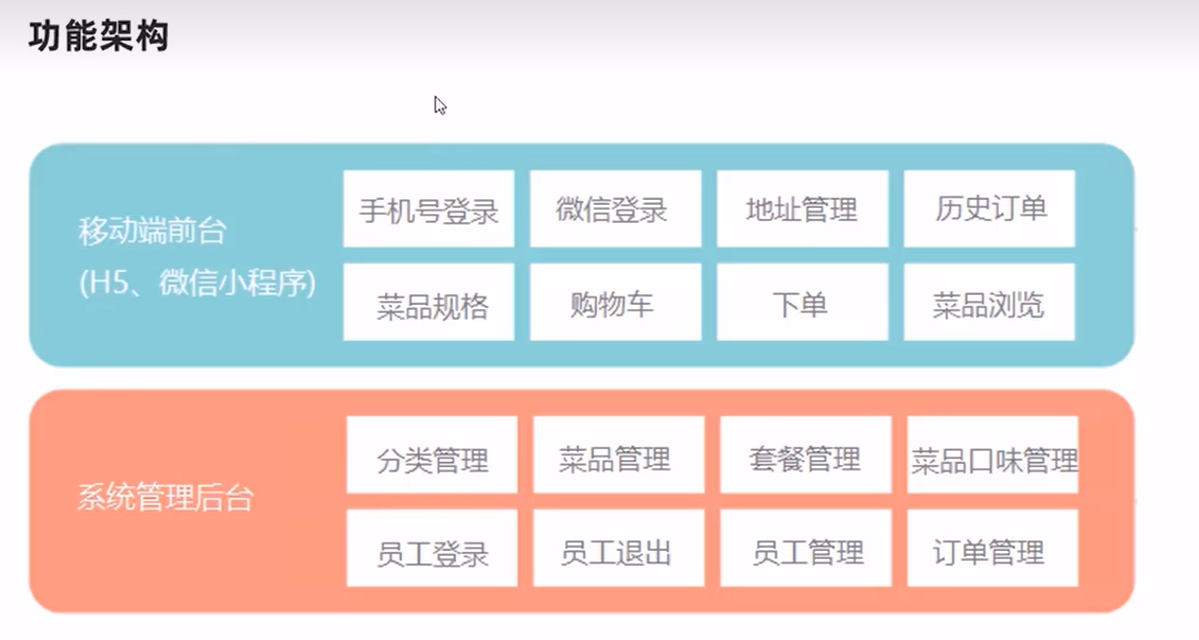 功能架构
移动端前台
(H5、微信小程序)
手机号登录
微信登录
地址管理
历史订单
菜品规格
购物车
下单
菜品浏览
系统管理后台
分类管理
菜品管理
套餐管理
菜品口味管理
员工登录
员工退出
员工管理
订单管理